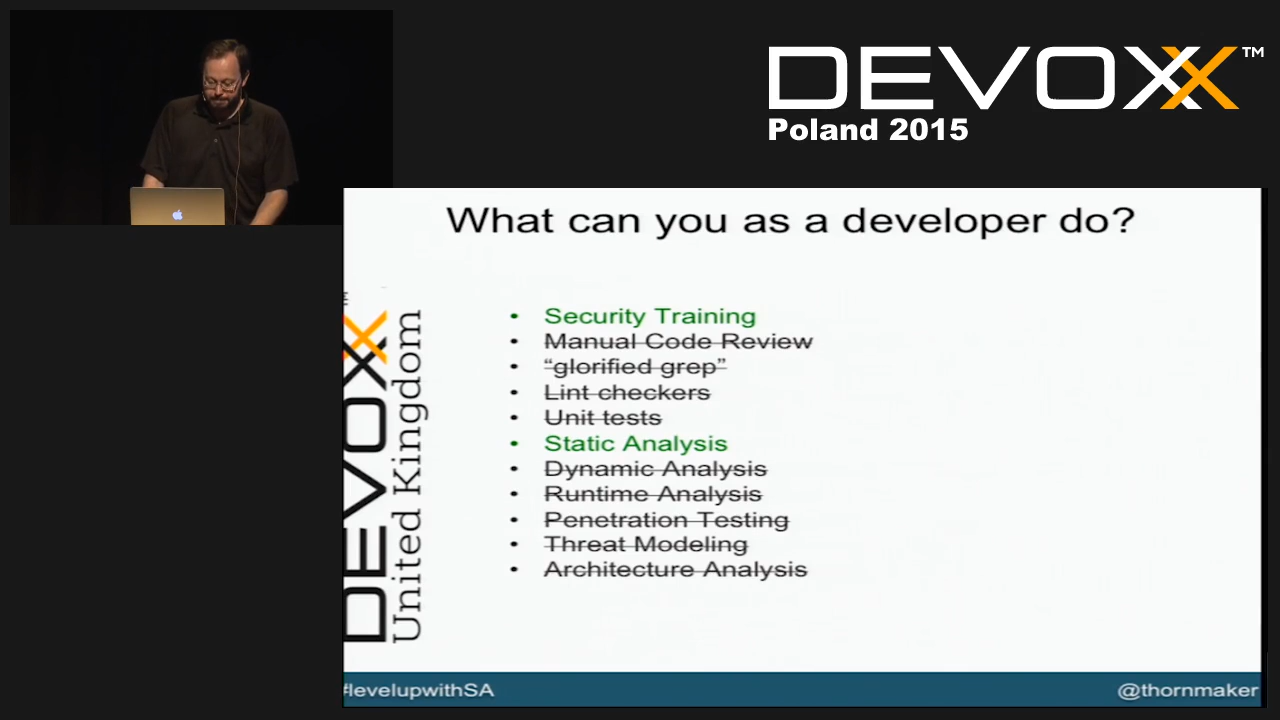 DEVOXX™
Poland 2015
What can you as a developer do?
• Security Training
• Manual Code Review
• “glorified grep”
• Lint checkers
• Unit tests
• Static Analysis
• Dynamic Analysis
• Runtime Analysis
• Penetration Testing
• Threat Modeling
• Architecture Analysis
DEVOXX™
United Kingdom
#levelupwithSA
@thornmaker